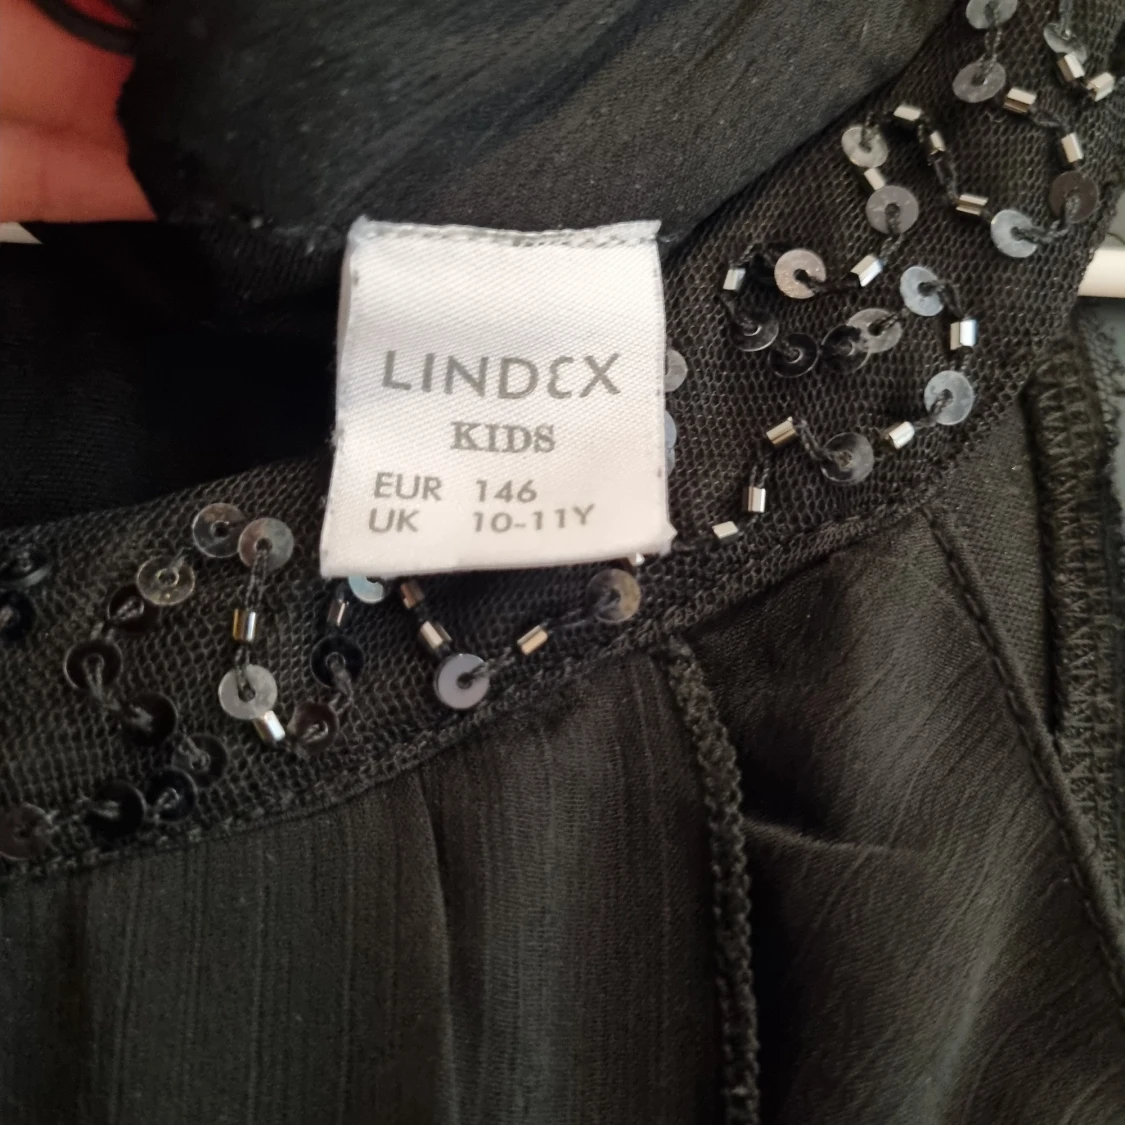 LINDEX
KIDS
EUR 146
UK 10-11Y